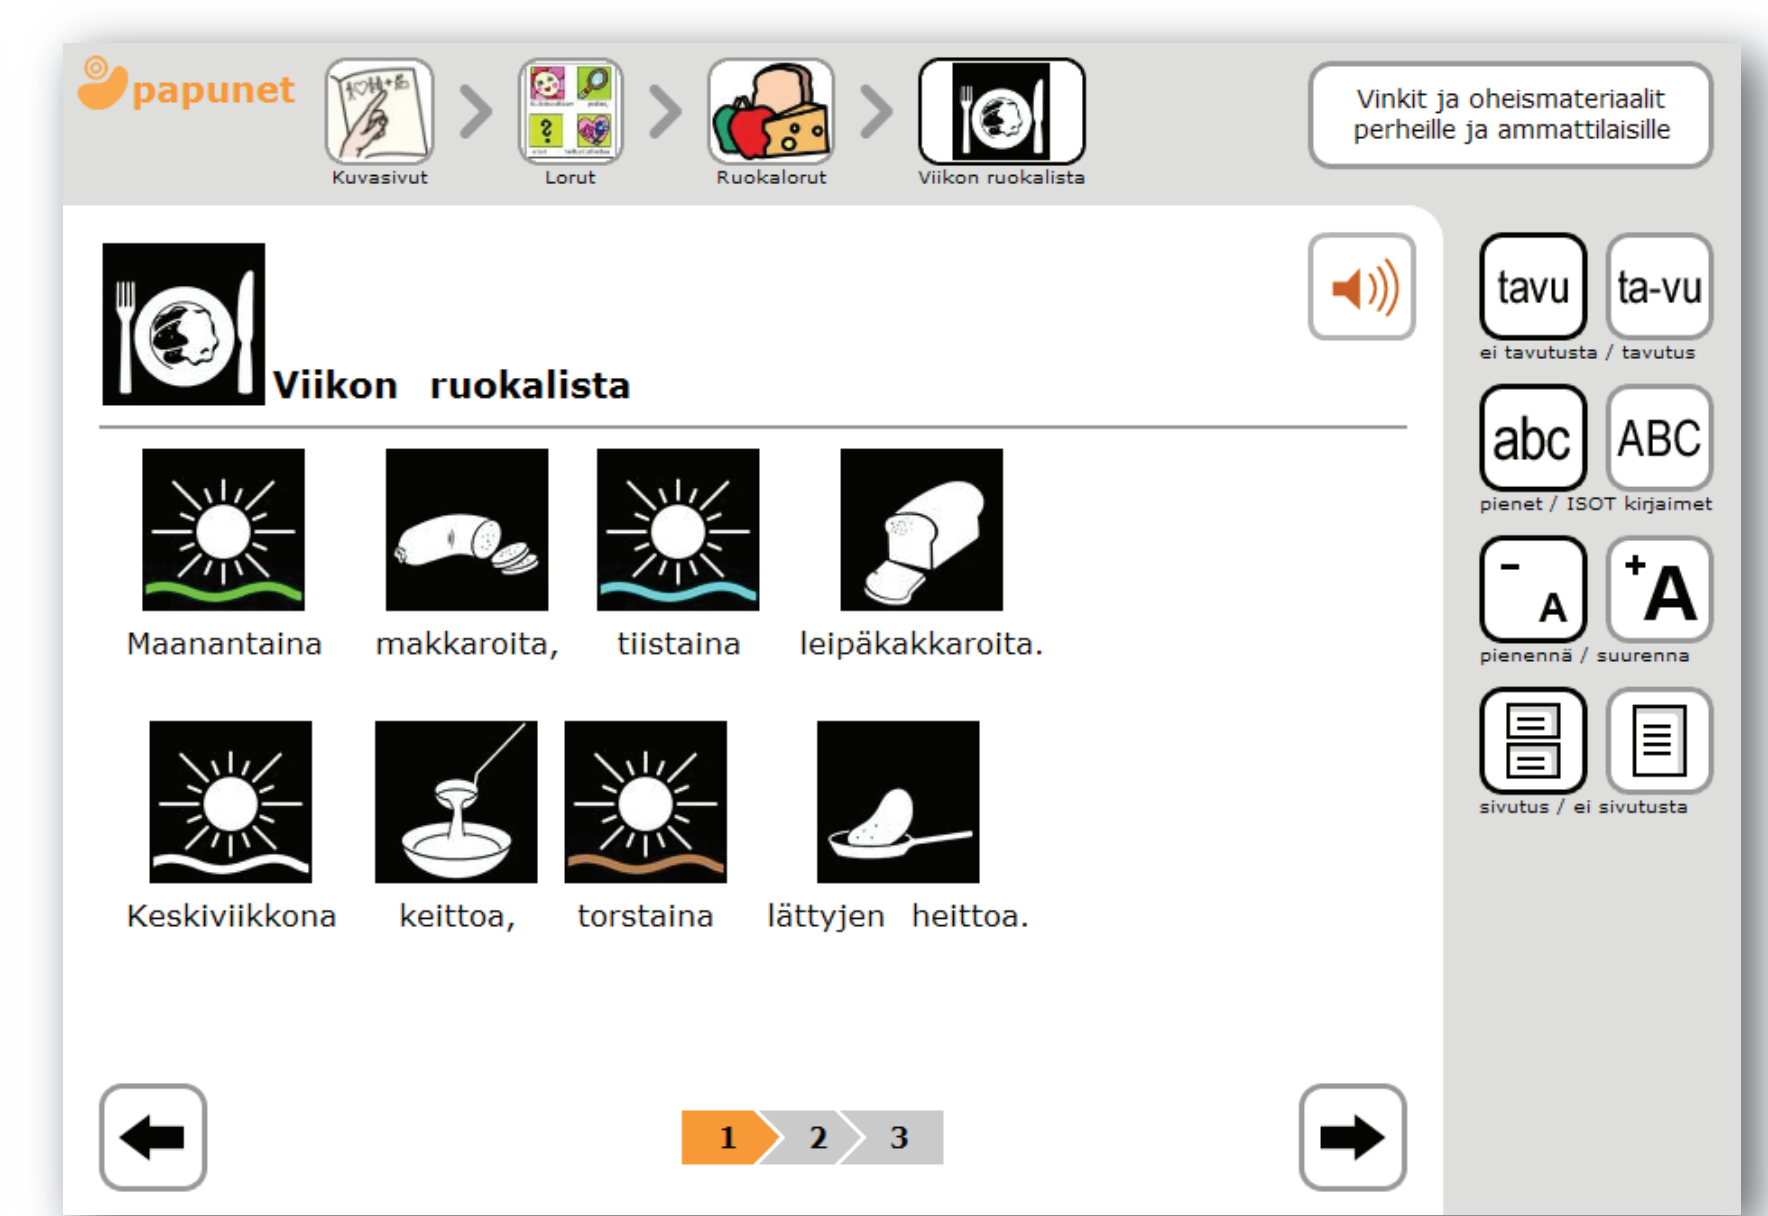 papunet
Kuvasivut
Lorut
Ruokalorut
Viikon ruokalista
Vinkit ja oheismateriaalit
perheille ja ammattilaisille
Viikon ruokalista
Maanantaina makkaroita, tiistaina leipäkakkaroita.
Keskiviikkona keittoa, torstaina lättyjen heittoa.
1 2 3
tavu ta-vu
ei tavutusta / tavutus
abc ABC
pienet / ISOT kirjaimet
- A + A
pienennä / suurenna
sivutus / ei sivutusta